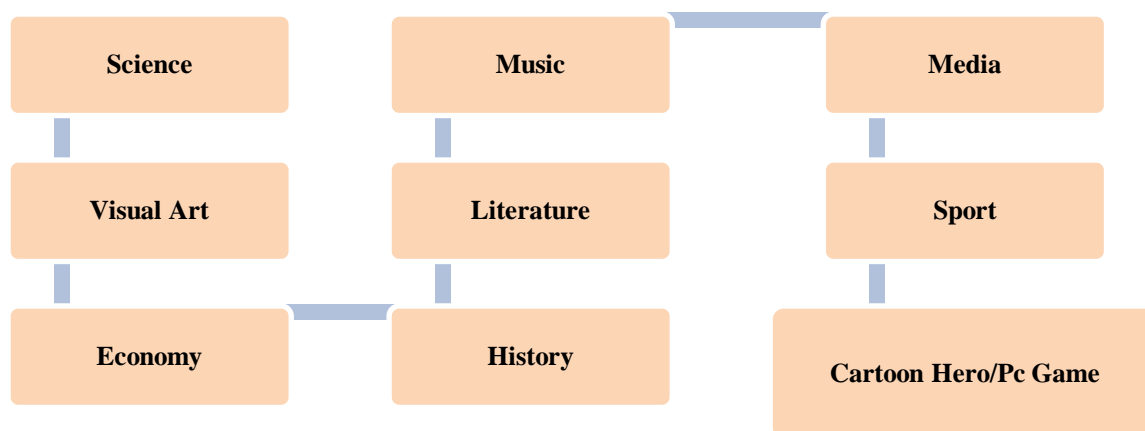 Science
Visual Art
Economy
History
Literature
Music
Media
Sport
Cartoon Hero/Pc Game